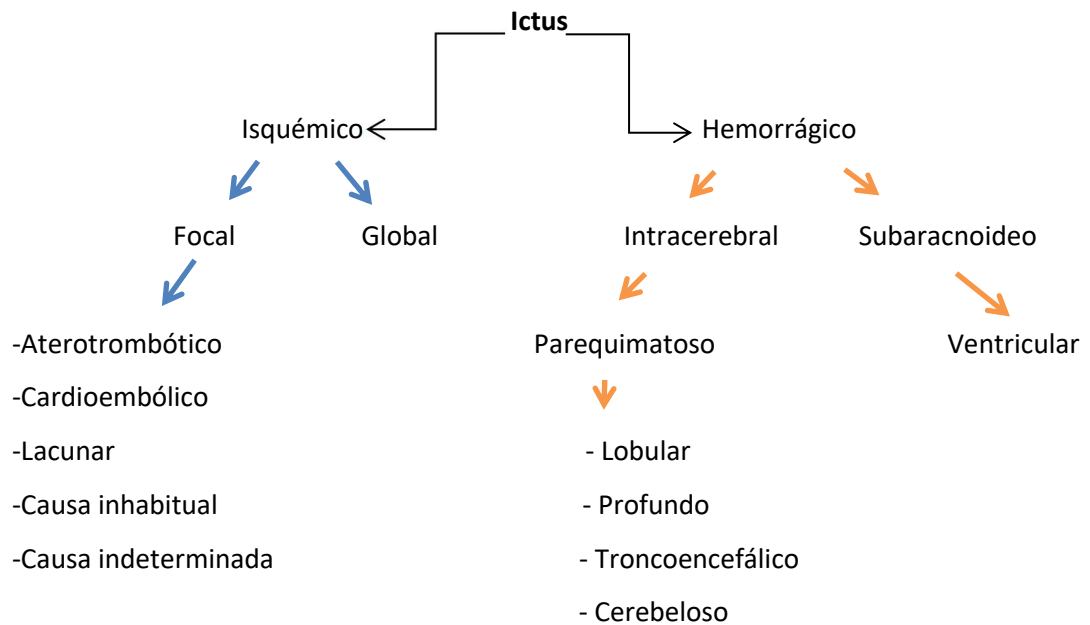 Ictus
Isquémico
Hemorrágico
Focal
Global
Intracerebral
Subaracnoideo
-Aterotrombótico
Parequimatoso
Ventricular
-Cardioembólico
-Lacunar
- Lobular
-Causa inhabitual
- Profundo
-Causa indeterminada
- Troncoencefálico
- Cerebeloso